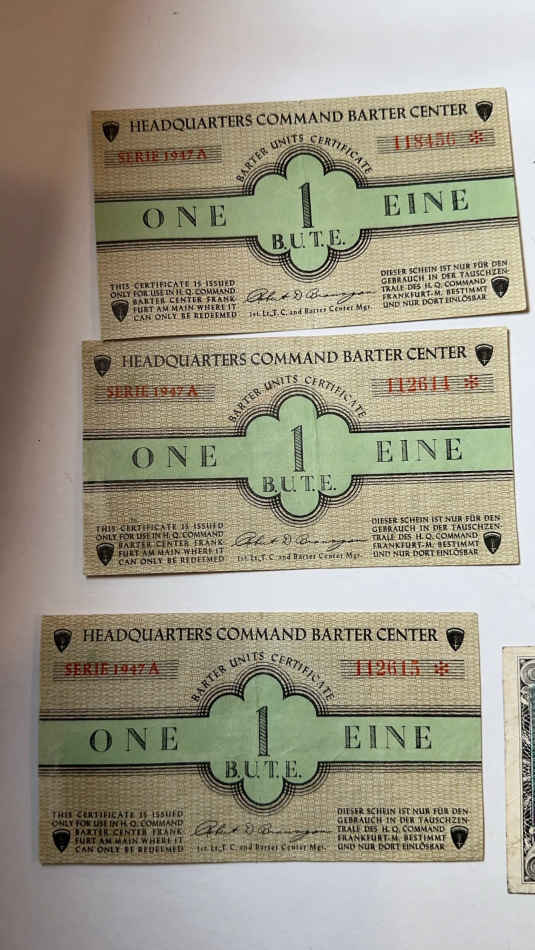 HEADQUARTERS COMMAND BARTER CENTER
BARTER UNITS CERTIFICATE
SERIE 1947 A
118456 *
ONE
1
B.U.T.E.
EINE
THIS CERTIFICATE IS ISSUED
ONLY FOR USE IN H. Q. COMMAND
BARTER CENTER FRANK-
FURT AM MAIN WHERE IT
CAN ONLY BE REDEEMED
1st. Lt., T. C. and Barter Center Mgr.
DIESER SCHEIN IST NUR FÜR DEN
GEBRAUCH IN DER TAUSCHZEN-
TRALE DES H. Q. COMMAND
FRANKFURT-M. BESTIMMT
UND NUR DORT EINLÖSBAR
HEADQUARTERS COMMAND BARTER CENTER
BARTER UNITS CERTIFICATE
SERIE 1947 A
112614 *
ONE
1
B.U.T.E.
EINE
THIS CERTIFICATE IS ISSUED
ONLY FOR USE IN H. Q. COMMAND
BARTER CENTER FRANK-
FURT AM MAIN WHERE IT
CAN ONLY BE REDEEMED
1st. Lt., T. C. and Barter Center Mgr.
DIESER SCHEIN IST NUR FÜR DEN
GEBRAUCH IN DER TAUSCHZEN-
TRALE DES H. Q. COMMAND
FRANKFURT-M. BESTIMMT
UND NUR DORT EINLÖSBAR
HEADQUARTERS COMMAND BARTER CENTER
BARTER UNITS CERTIFICATE
SERIE 1947 A
112615 *
ONE
1
B.U.T.E.
EINE
THIS CERTIFICATE IS ISSUED
ONLY FOR USE IN H. Q. COMMAND
BARTER CENTER FRANK-
FURT AM MAIN WHERE IT
CAN ONLY BE REDEEMED
1st. Lt., T. C. and Barter Center Mgr.
DIESER SCHEIN IST NUR FÜR DEN
GEBRAUCH IN DER TAUSCHZEN-
TRALE DES H. Q. COMMAND
FRANKFURT-M. BESTIMMT
UND NUR DORT EINLÖSBAR